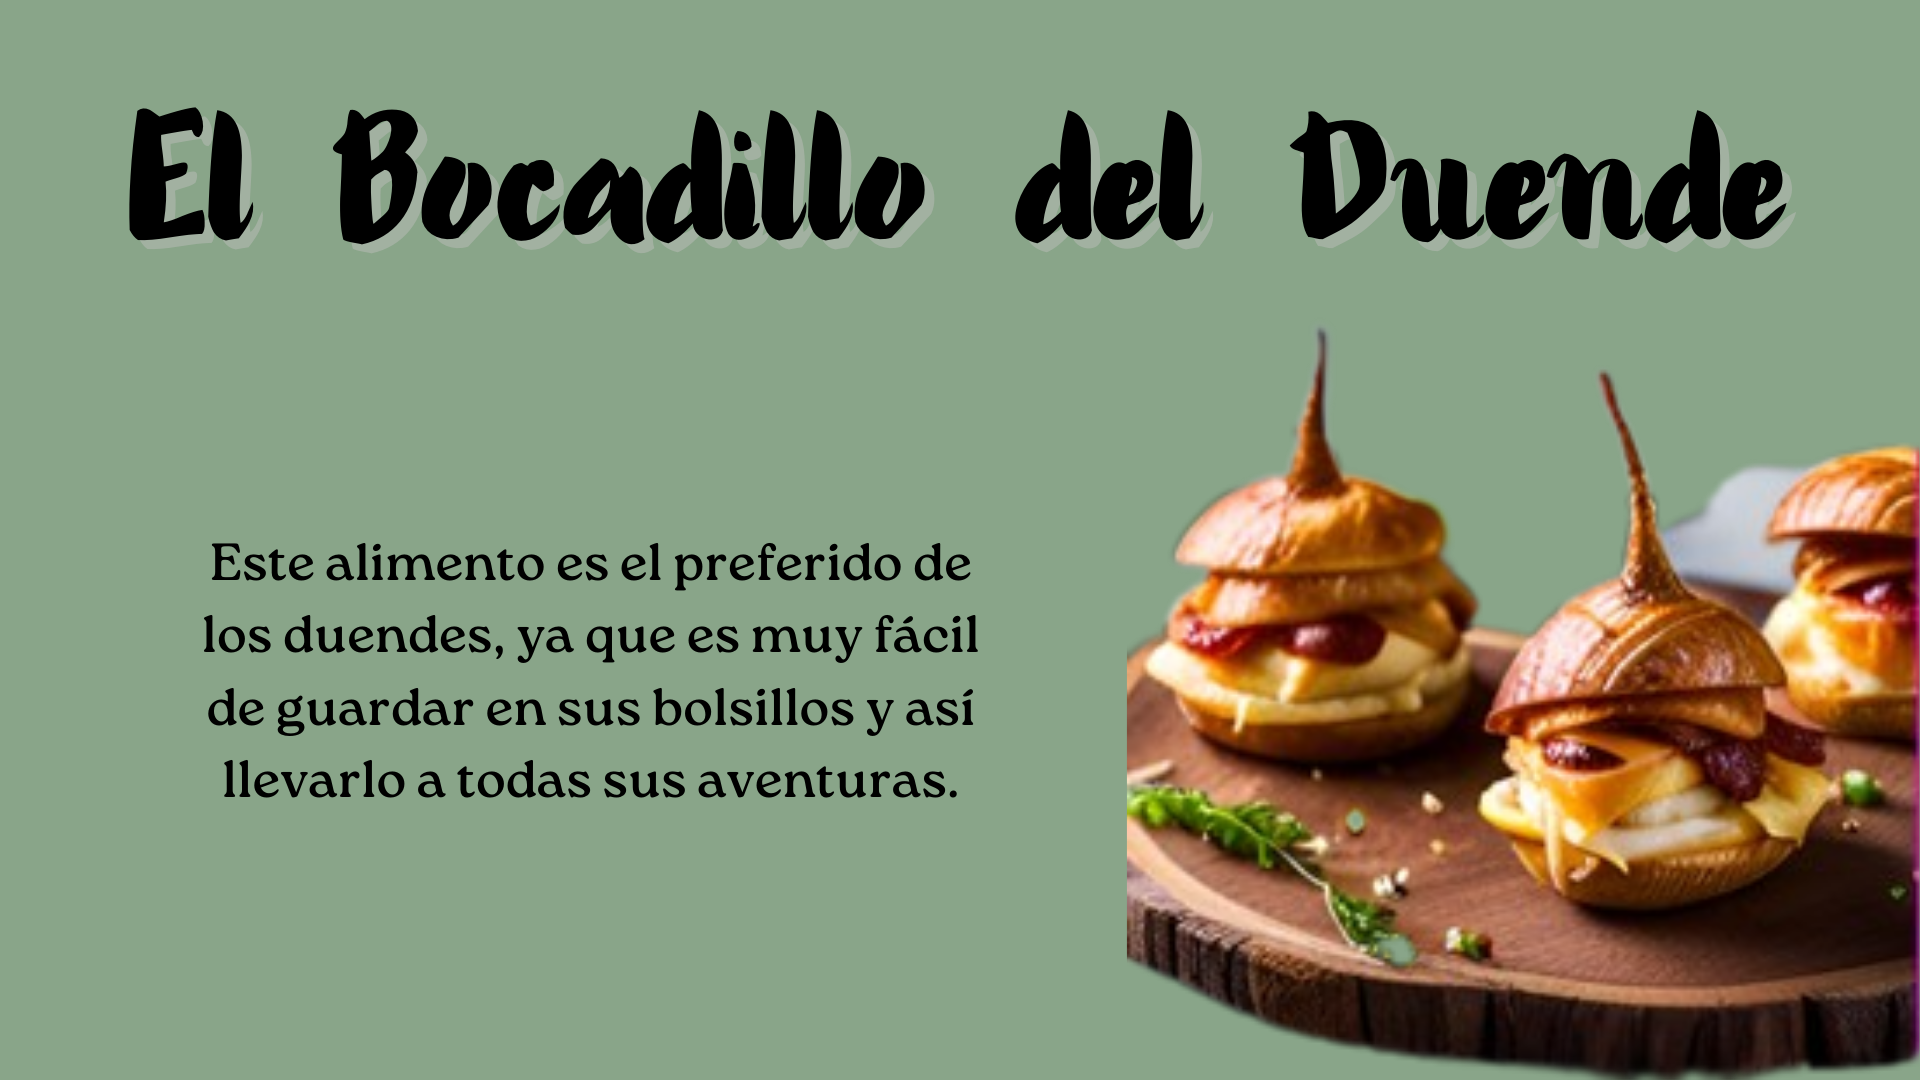 El Bocadillo del Duende
Este alimento es el preferido de
los duendes, ya que es muy fácil
de guardar en sus bolsillos y así
llevarlo a todas sus aventuras.